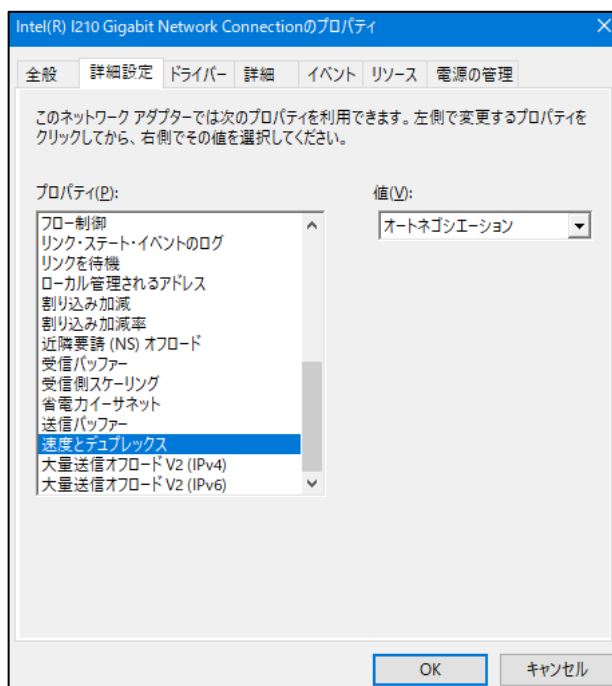 Intel(R) I210 Gigabit Network Connectionのプロパティ
全般 詳細設定 ドライバー 詳細 イベント リソース 電源の管理
このネットワーク アダプターでは次のプロパティを利用できます。左側で変更するプロパティを
クリックしてから、右側でその値を選択してください。
プロパティ(P):
フロー制御
リンク・ステート・イベントのログ
リンクを待機
ローカル管理されるアドレス
割り込み加減
割り込み加減率
近隣要請 (NS) オフロード
受信バッファー
受信側スケーリング
省電力イーサネット
送信バッファー
速度とデュプレックス
大量送信オフロード V2 (IPv4)
大量送信オフロード V2 (IPv6)
値(V):
オートネゴシエーション
OK キャンセル